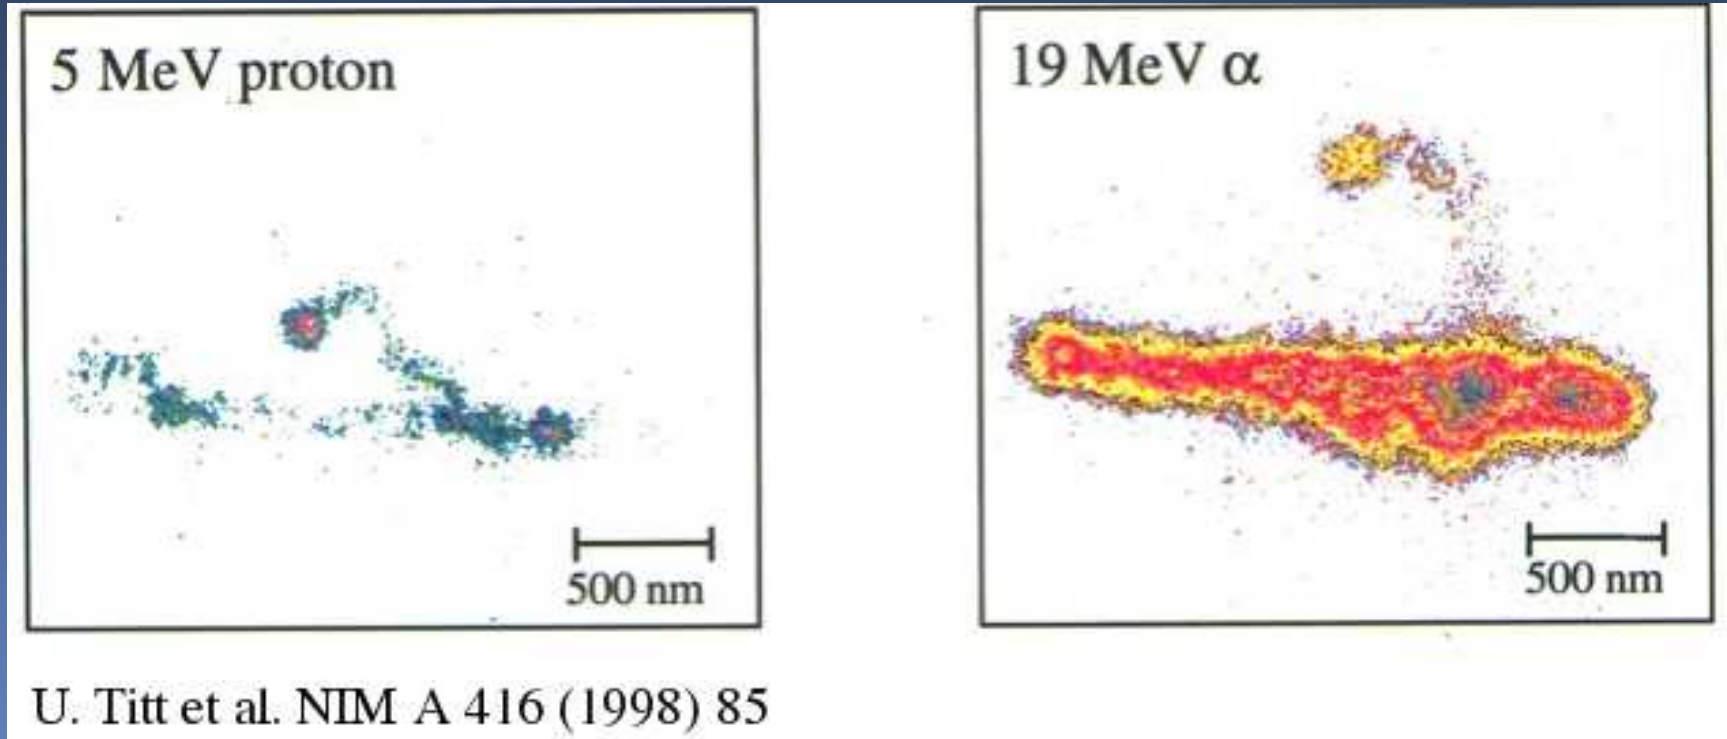 5 MeV proton
500 nm
19 MeV α
500 nm
U. Titt et al. NIM A 416 (1998) 85